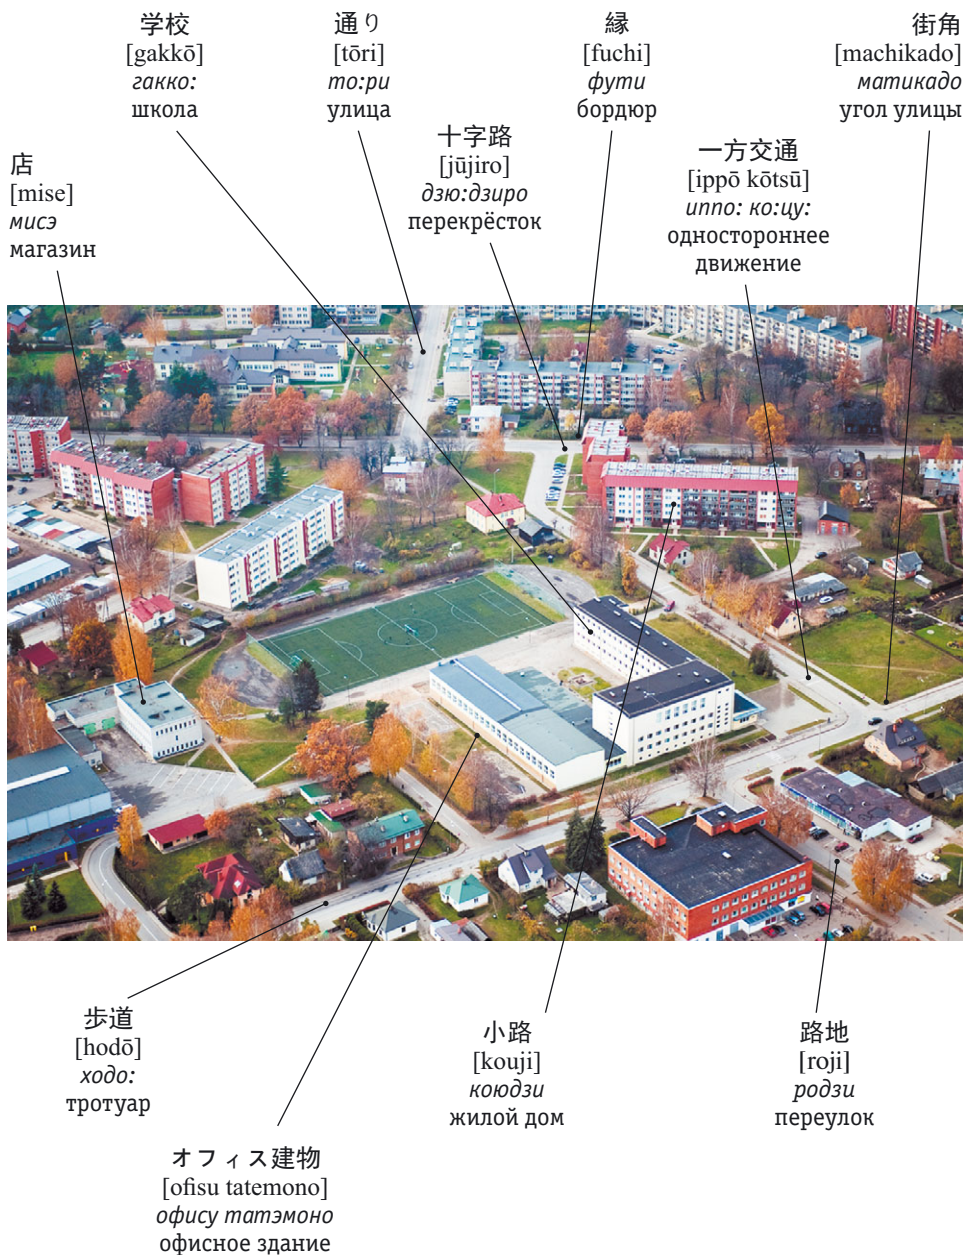 学校
[gakkō]
гакко:
школа
通り
[tōri]
то:ри
улица
縁
[fuchi]
фути
бордюр
街角
[machikado]
матикадо
угол улицы
店
[mise]
мисэ
магазин
十字路
[jūjiro]
дзю:дзиро
перекрёсток
一方交通
[ippō kōtsū]
иппо: ко:цу:
одностороннее
движение
歩道
[hodō]
ходо:
тротуар
小路
[kouji]
коюдзи
жилой дом
路地
[roji]
родзи
переулок
オフィス建物
[ofisu tatemono]
офису татэмоно
офисное здание